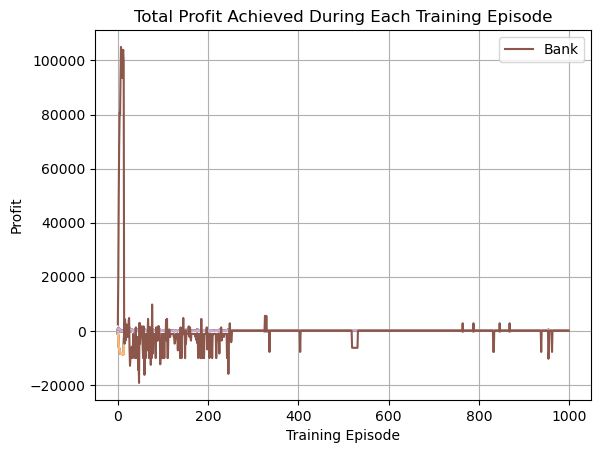 Total Profit Achieved During Each Training Episode
Bank
100000
80000
60000
40000
20000
0
−20000
Profit
0 200 400 600 800 1000
Training Episode